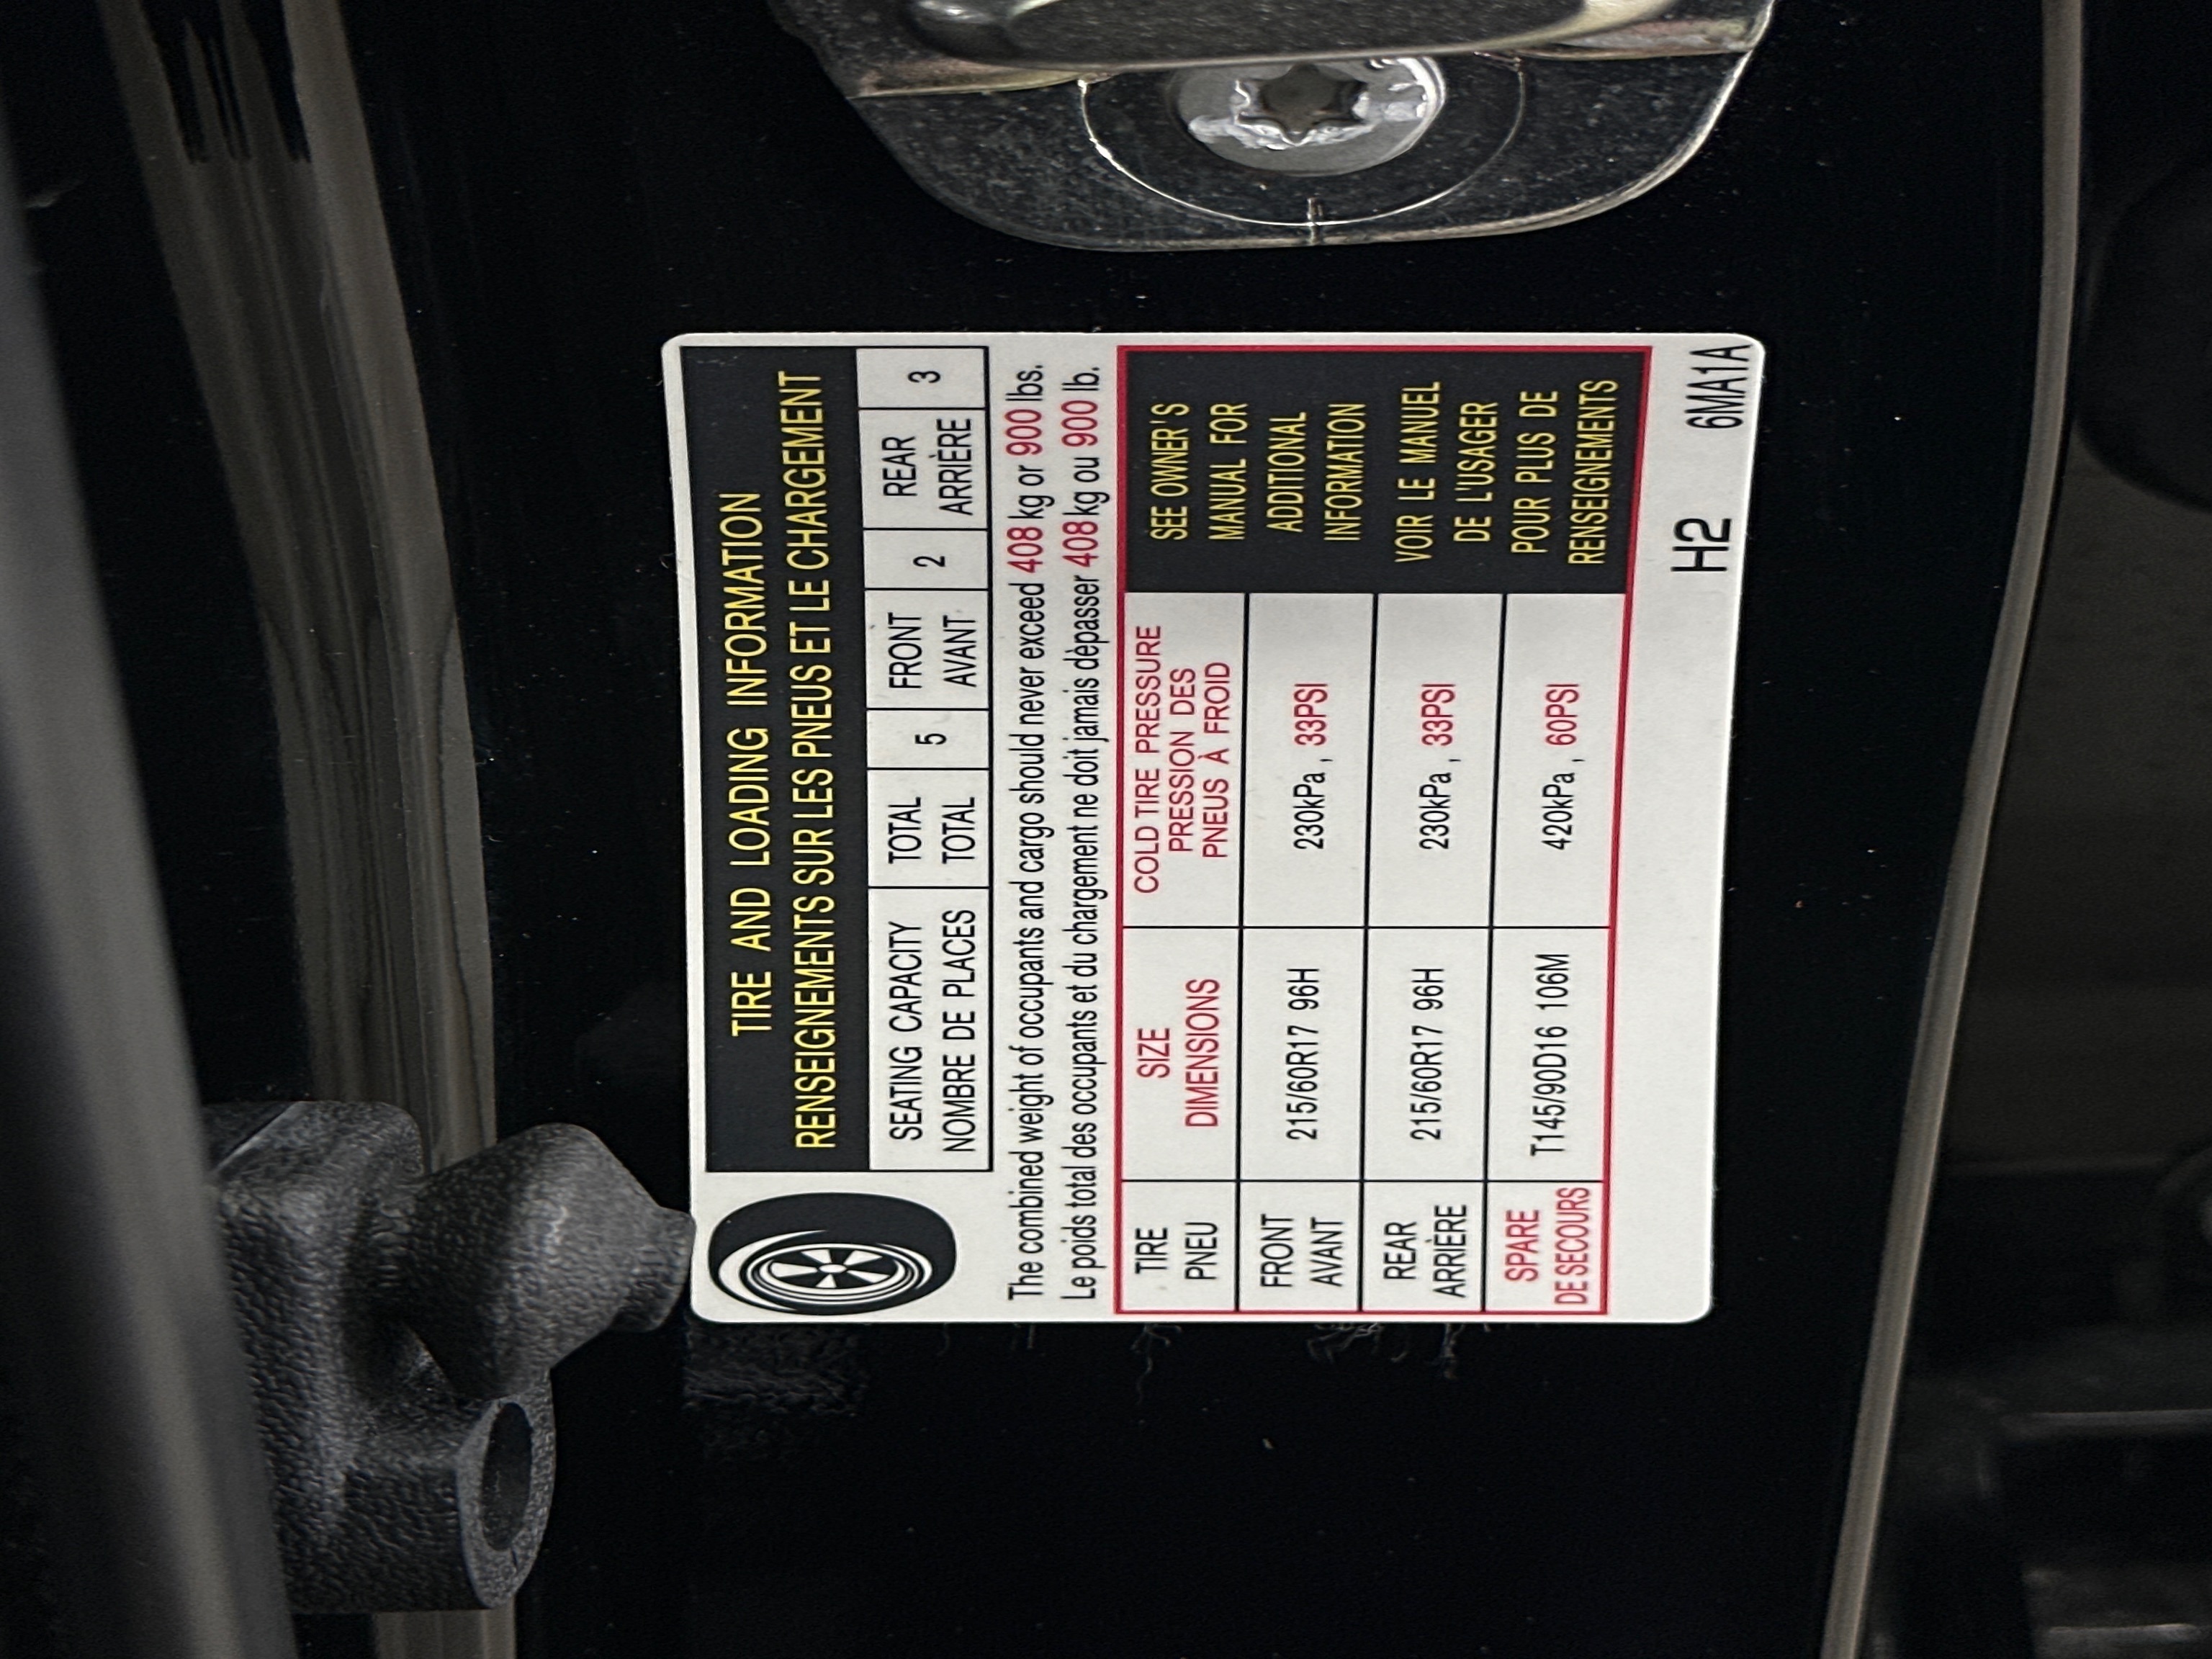 TIRE AND LOADING INFORMATION
RENSEIGNEMENTS SUR LES PNEUS ET LE CHARGEMENT
SEATING CAPACITY TOTAL 5 FRONT 2 REAR 3
NOMBRE DE PLACES TOTAL AVANT ARRIÈRE
The combined weight of occupants and cargo should never exceed 408 kg or 900 lbs.
Le poids total des occupants et du chargement ne doit jamais dépasser 408 kg ou 900 lb.
TIRE
PNEU
SIZE
DIMENSIONS
COLD TIRE PRESSURE
PRESSION DES
PNEUS À FROID
FRONT
AVANT
215/60R17 96H
230kPa , 33PSI
REAR
ARRIÈRE
215/60R17 96H
230kPa , 33PSI
SPARE
DE SECOURS
T145/90D16 106M
420kPa , 60PSI
SEE OWNER'S
MANUAL FOR
ADDITIONAL
INFORMATION
VOIR LE MANUEL
DE L'USAGER
POUR PLUS DE
RENSEIGNEMENTS
H2 6MA1A